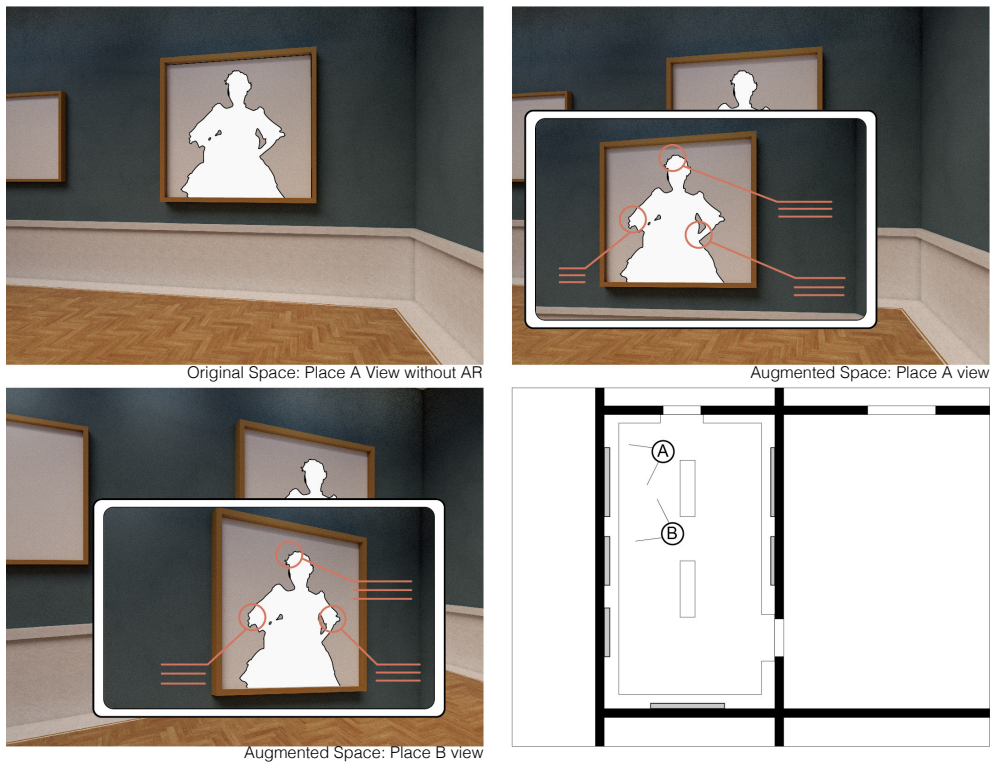 Original Space: Place A View without AR
Augmented Space: Place A view
A
B
Augmented Space: Place B view